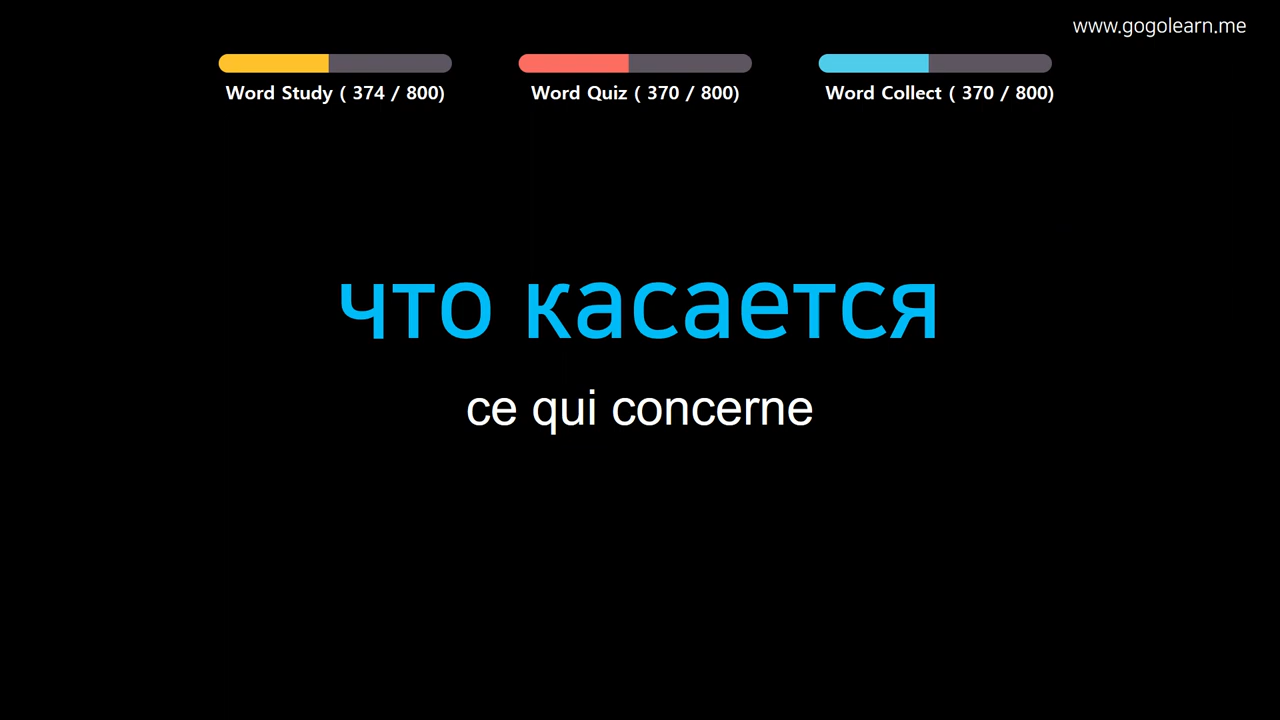 www.gogolearn.me
Word Study ( 374 / 800)
Word Quiz ( 370 / 800)
Word Collect ( 370 / 800)
что касается
ce qui concerne